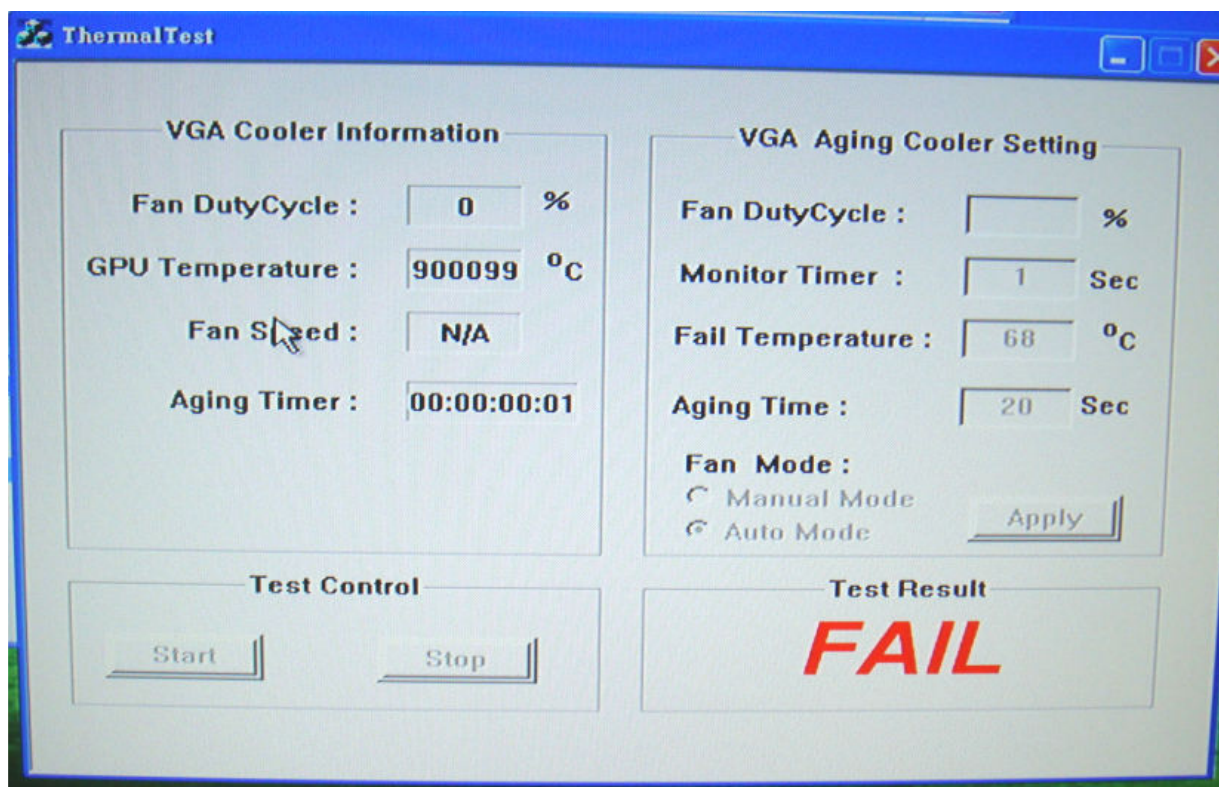 ThermalTest
VGA Cooler Information
Fan DutyCycle : 0 %
GPU Temperature : 900099 ºC
Fan Speed : N/A
Aging Timer : 00:00:00:01
VGA Aging Cooler Setting
Fan DutyCycle : %
Monitor Timer : 1 Sec
Fail Temperature : 68 ºC
Aging Time : 20 Sec
Fan Mode :
Manual Mode
Auto Mode
Apply
Test Control
Start Stop
Test Result
FAIL